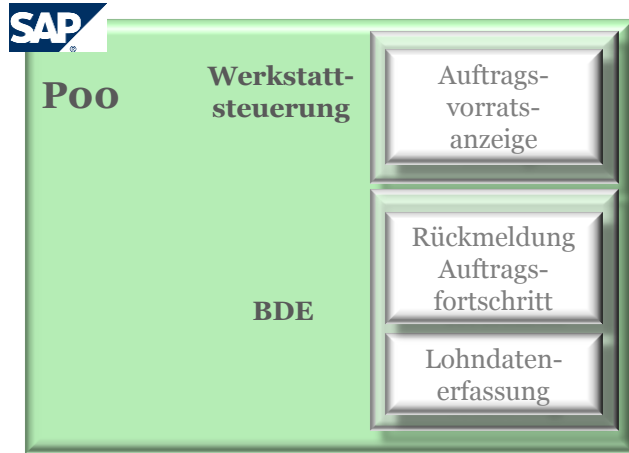 SAP
P00
Werkstatt-
steuerung
Auftrags-
vorrats-
anzeige
BDE
Rückmeldung
Auftrags-
fortschritt
Lohndaten-
erfassung